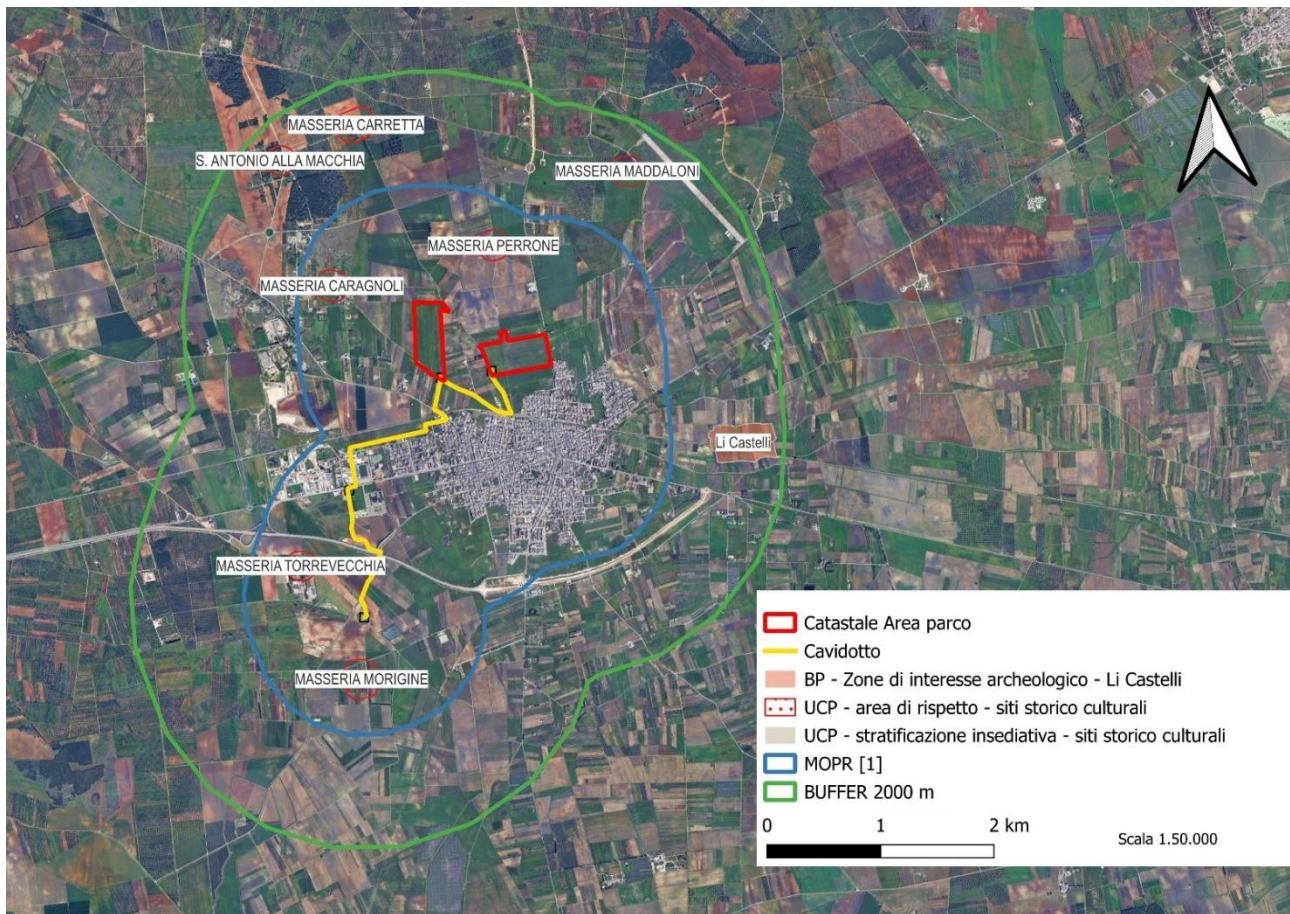 MASSERIA CARRETTA
S. ANTONIO ALLA MACCHIA
MASSERIA MADDALONI
MASSERIA PERRONE
MASSERIA CARAGNOLI
Li Castelli
MASSERIA TORREVECCHIA
MASSERIA MORIGINE
Catastale Area parco
Cavidotto
BP - Zone di interesse archeologico - Li Castelli
UCP - area di rispetto - siti storico culturali
UCP - stratificazione insediativa - siti storico culturali
MOPR [1]
BUFFER 2000 m
0 1 2 km
Scala 1.50.000